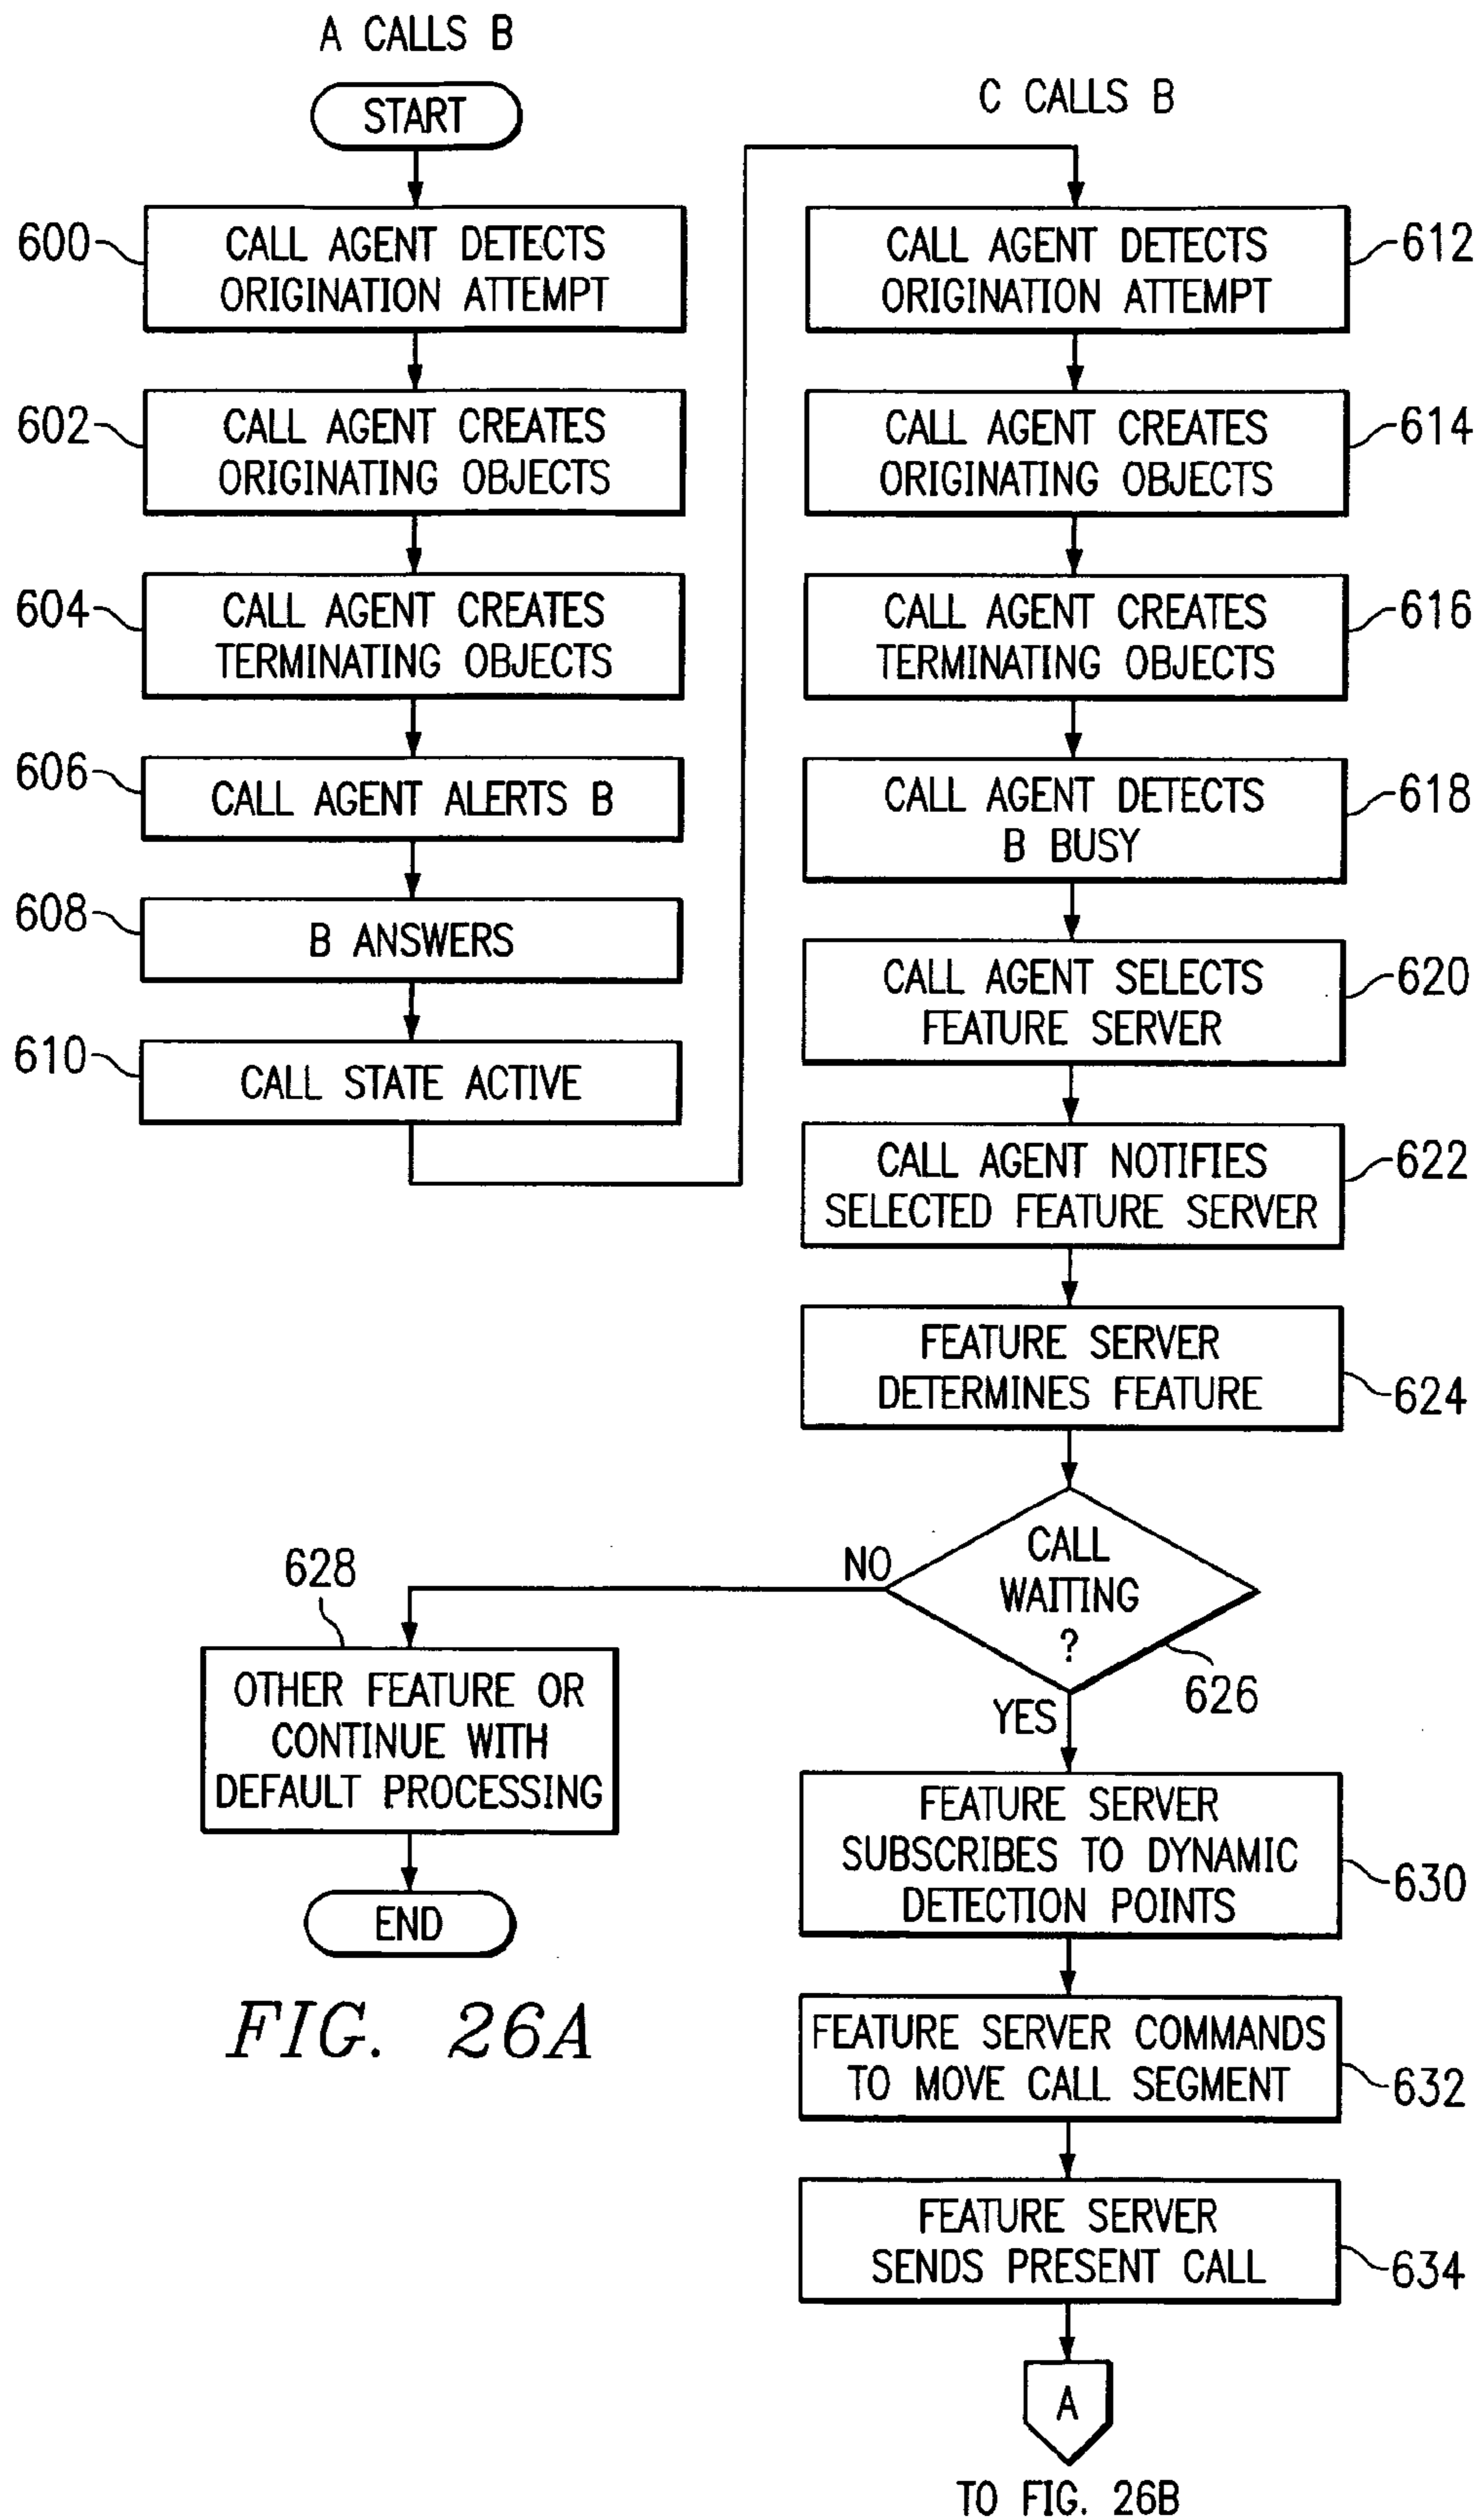 A CALLS B
START
600
CALL AGENT DETECTS
ORIGINATION ATTEMPT
602
CALL AGENT CREATES
ORIGINATING OBJECTS
604
CALL AGENT CREATES
TERMINATING OBJECTS
606
CALL AGENT ALERTS B
608
B ANSWERS
610
CALL STATE ACTIVE
C CALLS B
CALL AGENT DETECTS
ORIGINATION ATTEMPT
612
CALL AGENT CREATES
ORIGINATING OBJECTS
614
CALL AGENT CREATES
TERMINATING OBJECTS
616
CALL AGENT DETECTS
B BUSY
618
CALL AGENT SELECTS
FEATURE SERVER
620
CALL AGENT NOTIFIES
SELECTED FEATURE SERVER
622
FEATURE SERVER
DETERMINES FEATURE
624
CALL
WAITING
?
626
NO
628
OTHER FEATURE OR
CONTINUE WITH
DEFAULT PROCESSING
END
YES
FEATURE SERVER
SUBSCRIBES TO DYNAMIC
DETECTION POINTS
630
FEATURE SERVER COMMANDS
TO MOVE CALL SEGMENT
632
FEATURE SERVER
SENDS PRESENT CALL
634
A
TO FIG. 26B
FIG. 26A